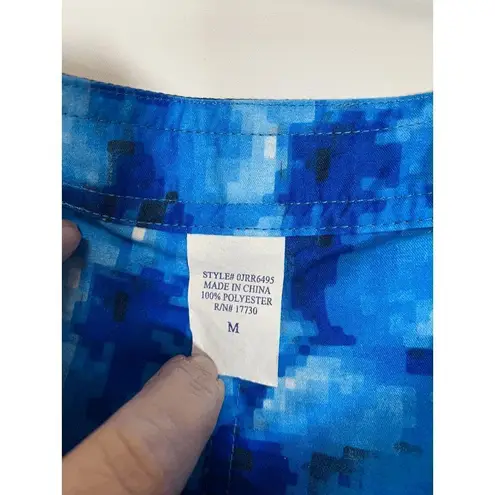 STYLE# 0JRR6495
MADE IN CHINA
100% POLYESTER
R/N# 17730
M